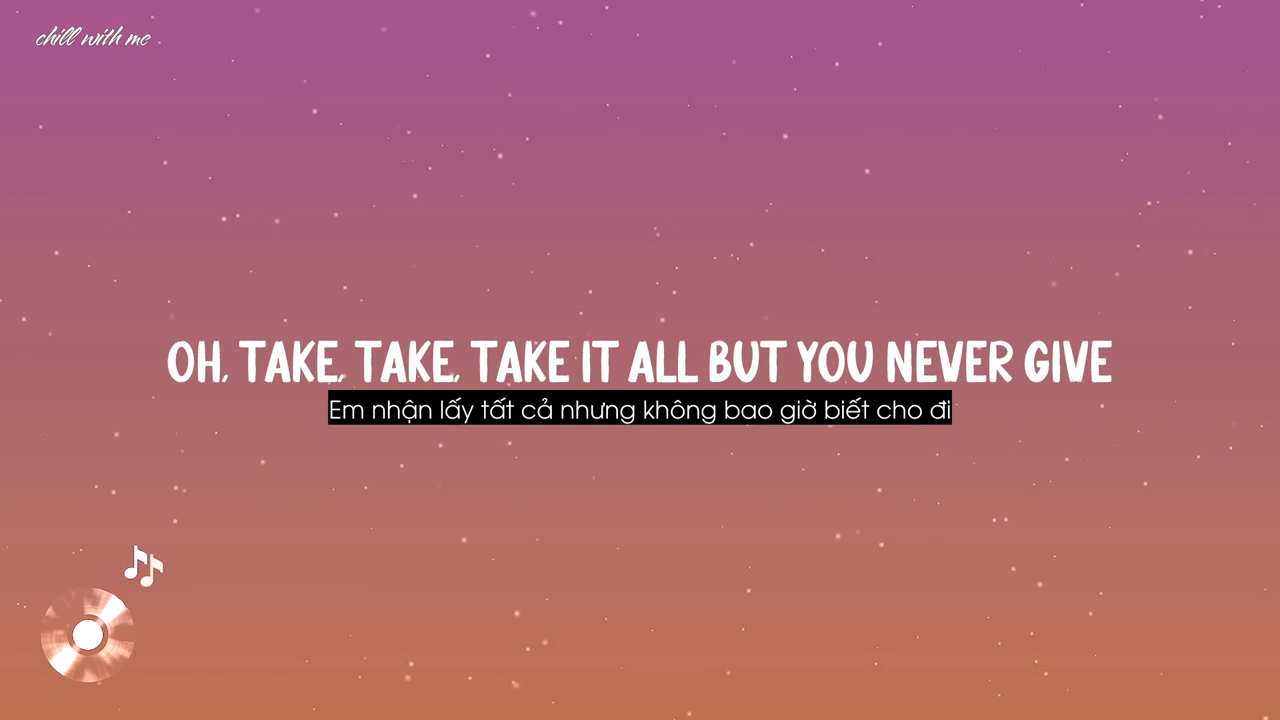 chill with me
OH, TAKE, TAKE, TAKE IT ALL BUT YOU NEVER GIVE
Em nhận lấy tất cả nhưng không bao giờ biết cho đi